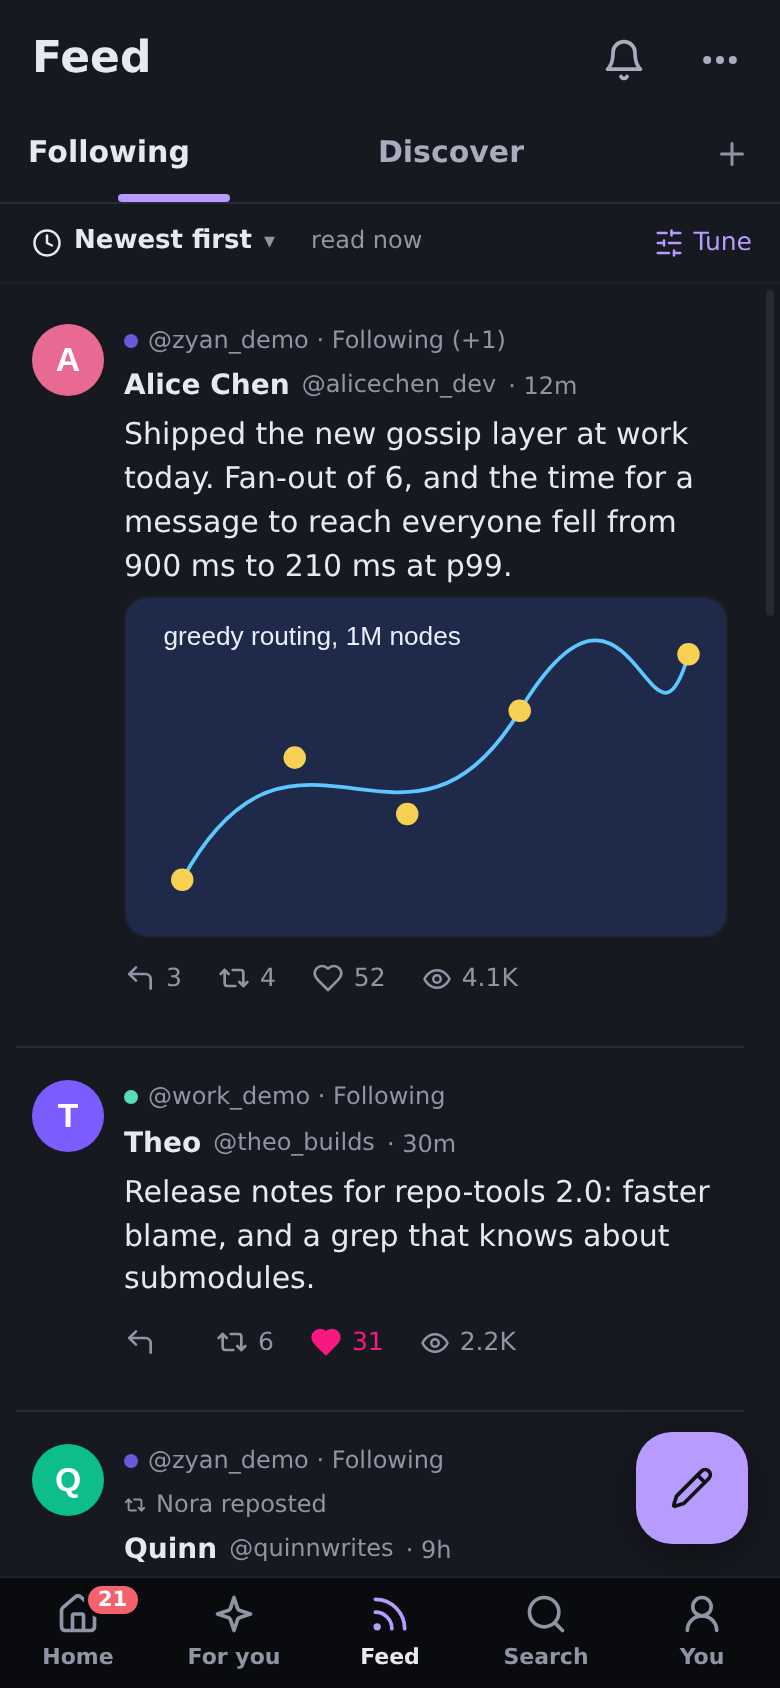 Feed
Following Discover
Newest first ▾ read now Tune
A
@zyan_demo · Following (+1)
Alice Chen @alicechen_dev · 12m
Shipped the new gossip layer at work
today. Fan-out of 6, and the time for a
message to reach everyone fell from
900 ms to 210 ms at p99.
greedy routing, 1M nodes
3 4 52 4.1K
T
@work_demo · Following
Theo @theo_builds · 30m
Release notes for repo-tools 2.0: faster
blame, and a grep that knows about
submodules.
6 31 2.2K
Q
@zyan_demo · Following
Nora reposted
Quinn @quinnwrites · 9h
21
Home For you Feed Search You